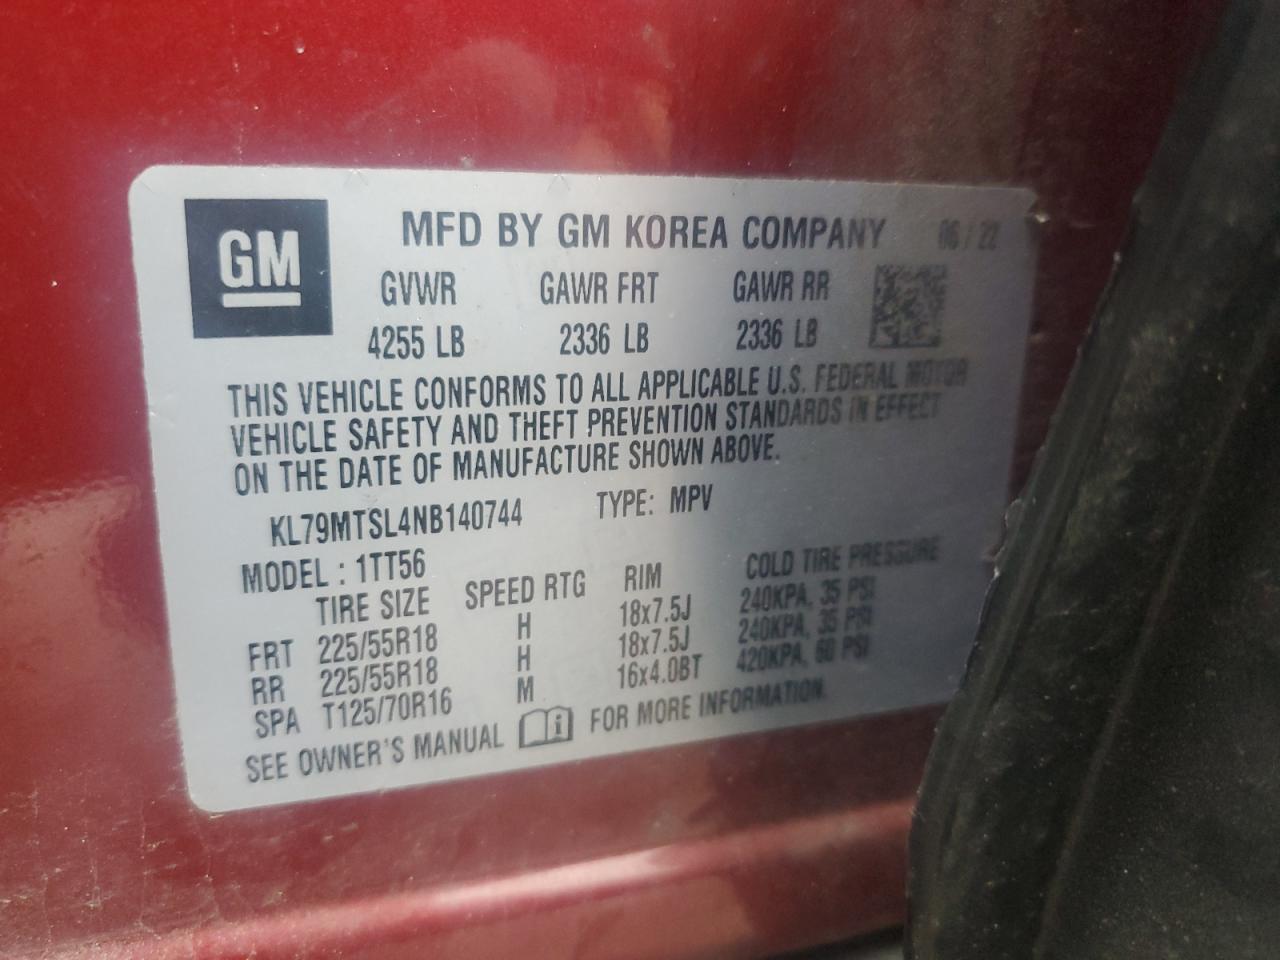 GM
MFD BY GM KOREA COMPANY 06/22
GVWR GAWR FRT GAWR RR
4255 LB 2336 LB 2336 LB
THIS VEHICLE CONFORMS TO ALL APPLICABLE U.S. FEDERAL MOTOR
VEHICLE SAFETY AND THEFT PREVENTION STANDARDS IN EFFECT
ON THE DATE OF MANUFACTURE SHOWN ABOVE.
KL79MTSL4NB140744 TYPE: MPV
MODEL : 1TT56
TIRE SIZE SPEED RTG RIM COLD TIRE PRESSURE
FRT 225/55R18 H 18x7.5J 240KPA, 35 PSI
RR 225/55R18 H 18x7.5J 240KPA, 35 PSI
SPA T125/70R16 M 16x4.0BT 420KPA, 60 PSI
SEE OWNER'S MANUAL i FOR MORE INFORMATION.